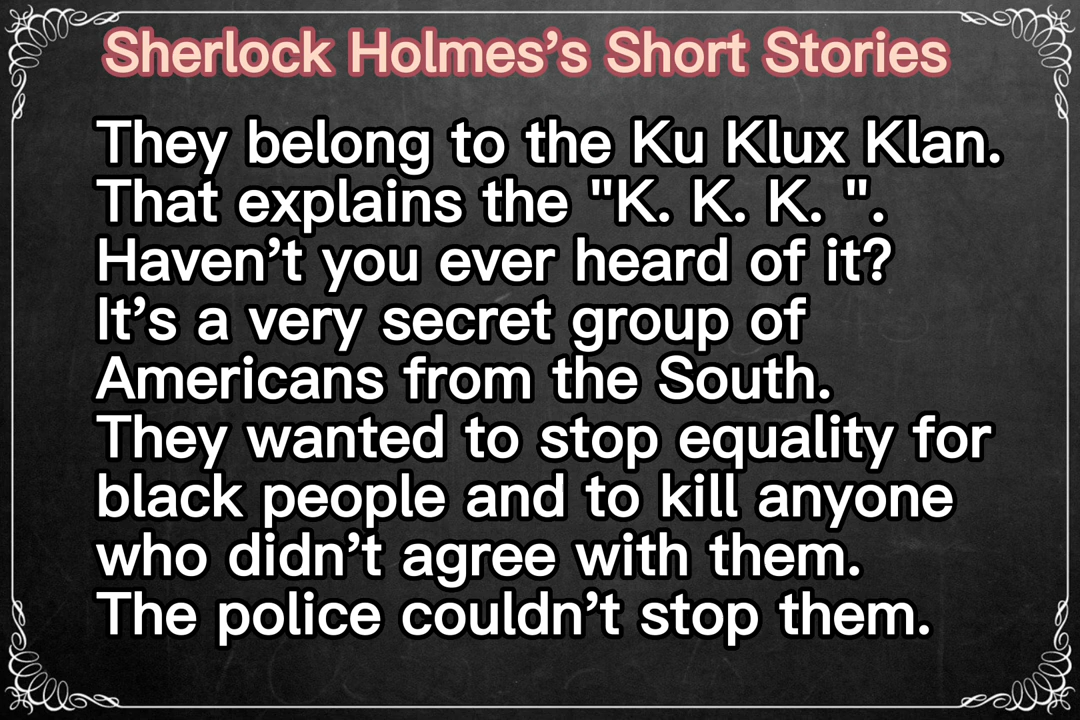 Sherlock Holmes’s Short Stories
They belong to the Ku Klux Klan.
That explains the "K. K. K. ".
Haven’t you ever heard of it?
It’s a very secret group of
Americans from the South.
They wanted to stop equality for
black people and to kill anyone
who didn’t agree with them.
The police couldn’t stop them.